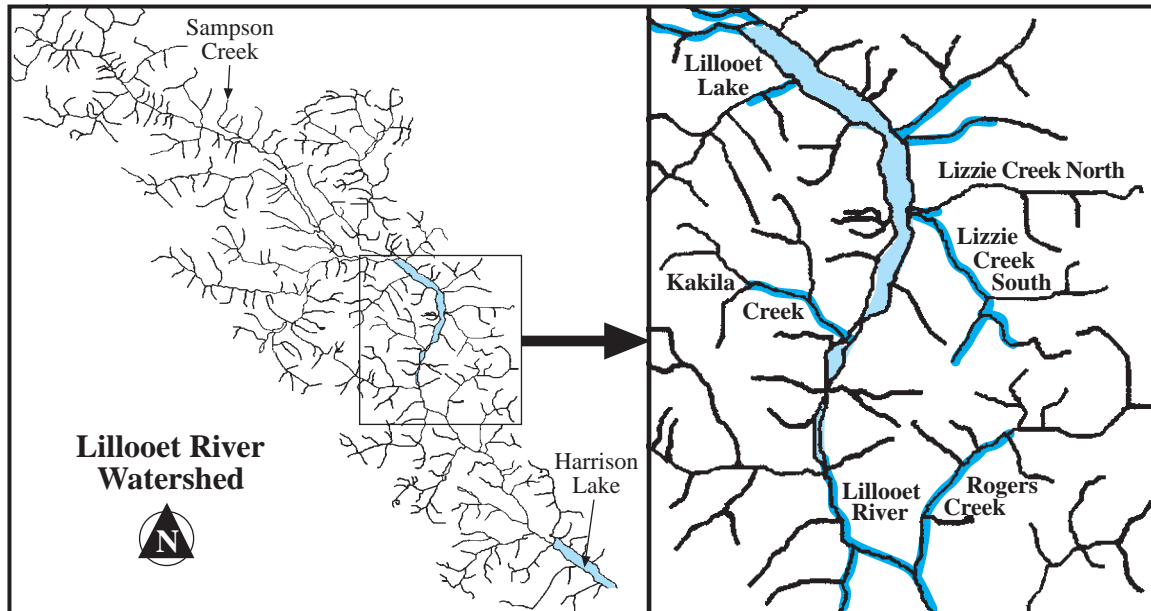 Sampson
Creek
Lillooet River
Watershed
N
Harrison
Lake
Lillooet
Lake
Lizzie Creek North
Lizzie
Creek
South
Kakila
Creek
Lillooet
River
Rogers
Creek